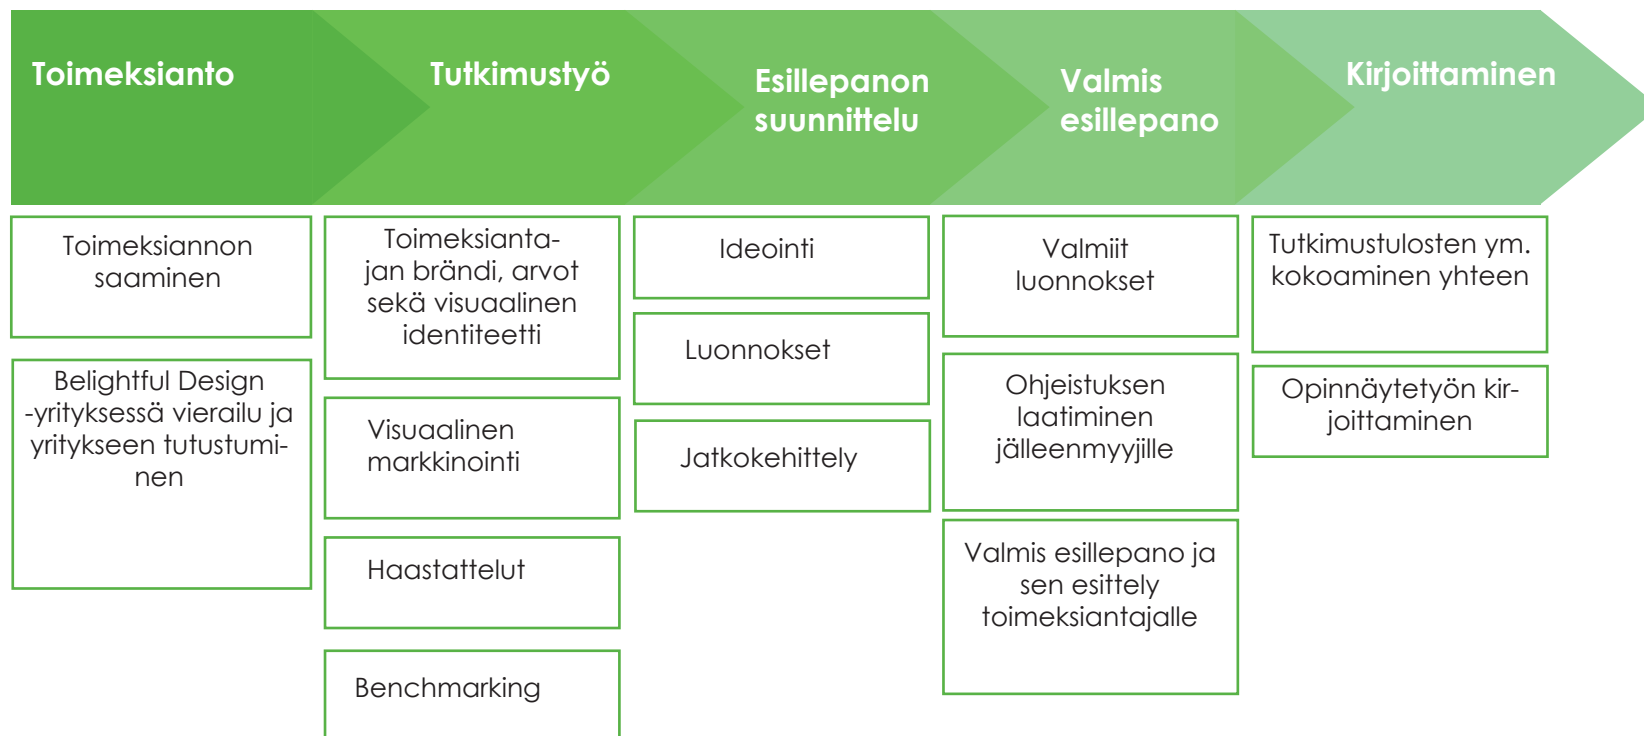 Toimeksianto
Tutkimustyö
Esillepanon
suunnittelu
Valmis
esillepano
Kirjoittaminen
Toimeksiannon
saaminen
Belightful Design
-yrityksessä vierailu ja
yritykseen tutustumi-
nen
Toimeksianta-
jan brändi, arvot
sekä visuaalinen
identiteetti
Visuaalinen
markkinointi
Haastattelut
Benchmarking
Ideointi
Luonnokset
Jatkokehittely
Valmiit
luonnokset
Ohjeistuksen
laatiminen
jälleenmyyjille
Valmis esillepano ja
sen esittely
toimeksiantajalle
Tutkimustulosten ym.
kokoaminen yhteen
Opinnäytetyön kir-
joittaminen